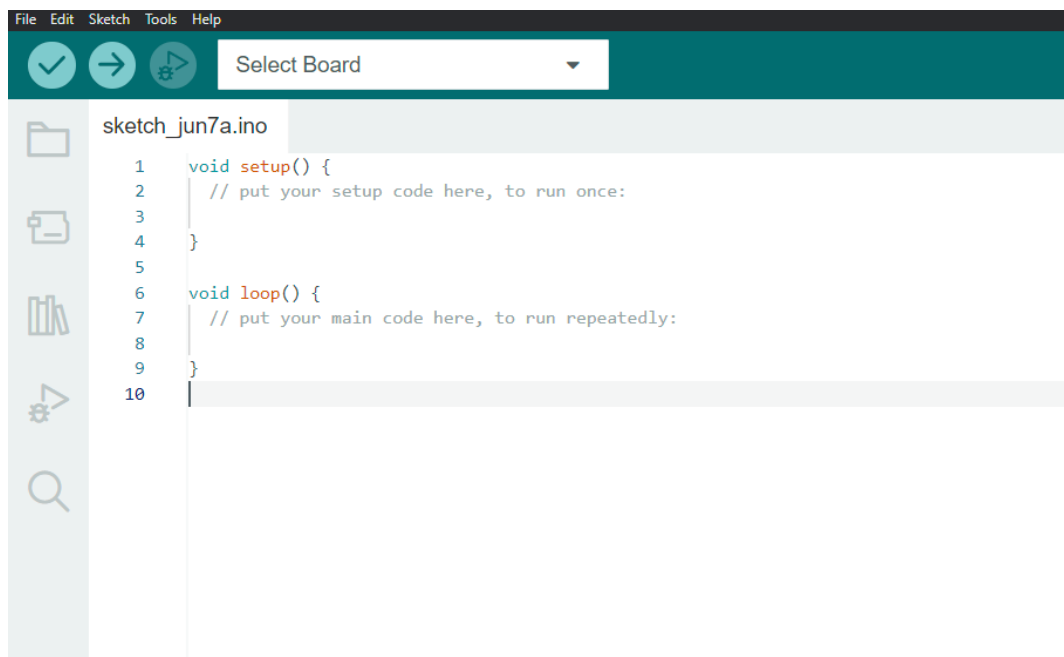 File Edit Sketch Tools Help
Select Board
sketch_jun7a.ino
1 void setup() {
2 // put your setup code here, to run once:
3
4 }
5
6 void loop() {
7 // put your main code here, to run repeatedly:
8
9 }
10